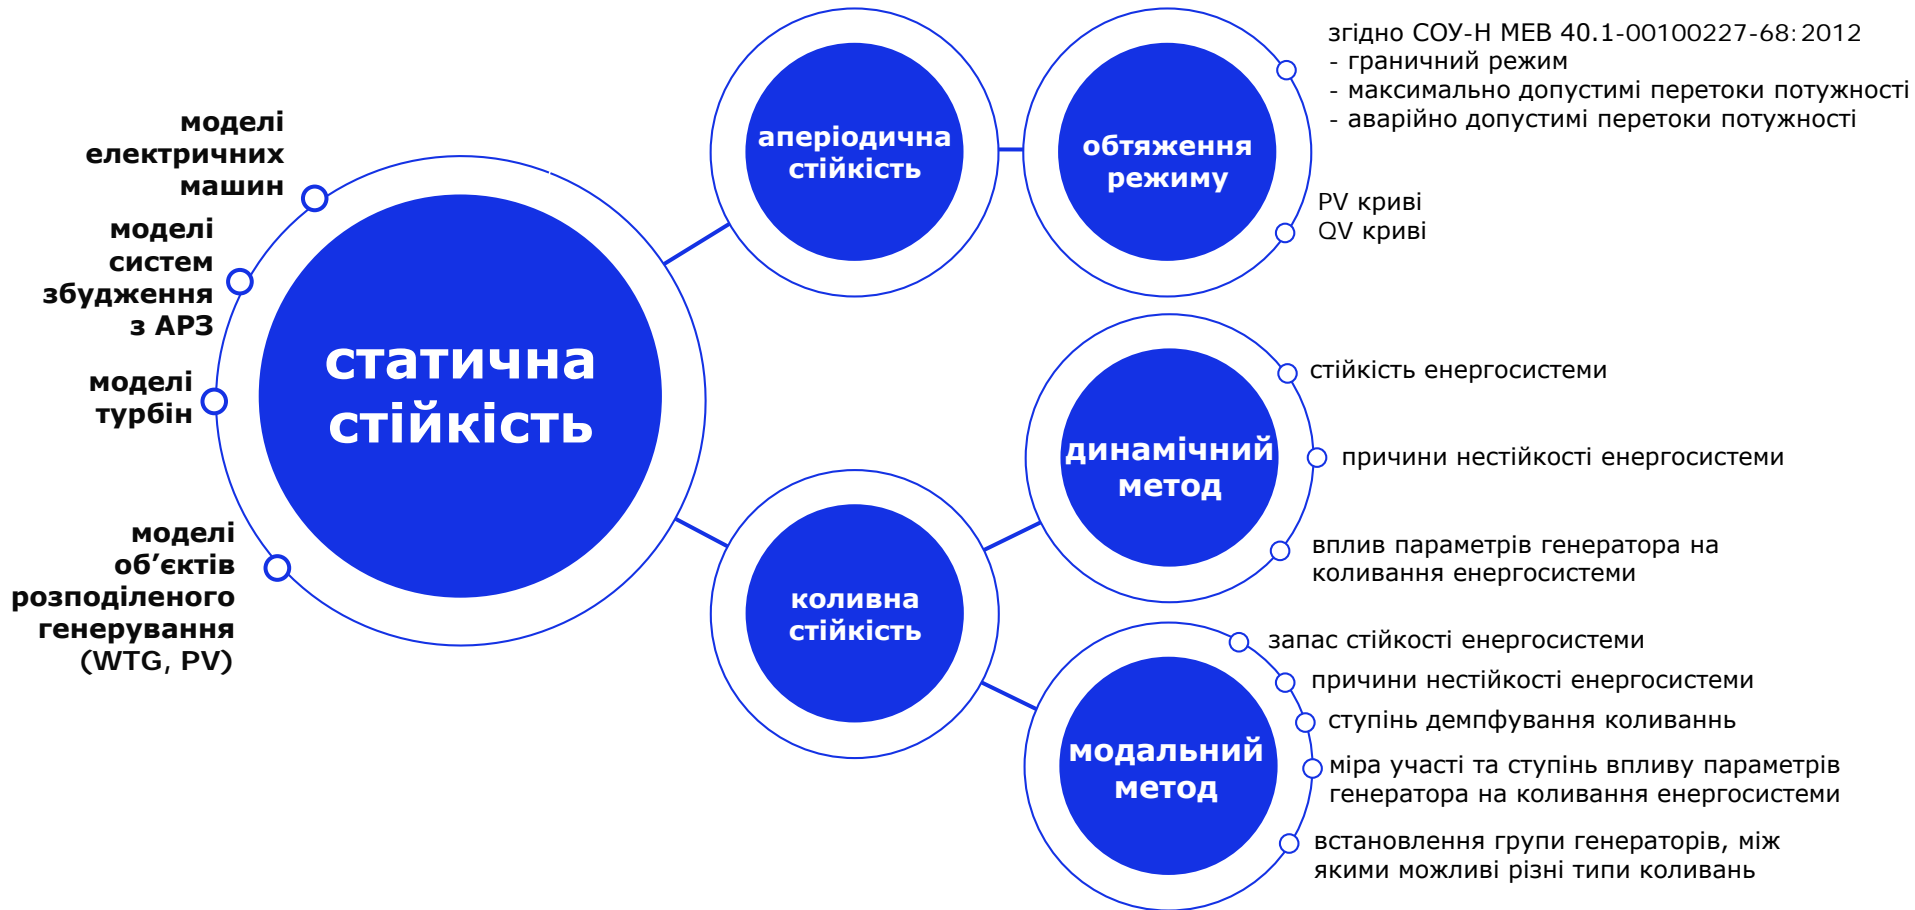 моделі
електричних
машин
моделі
систем
збудження
з АРЗ
моделі
турбін
моделі
об’єктів
розподіленого
генерування
(WTG, PV)
статична
стійкість
аперіодична
стійкість
обтяження
режиму
згідно СОУ-Н МЕВ 40.1-00100227-68:2012
- граничний режим
- максимально допустимі перетоки потужності
- аварійно допустимі перетоки потужності
PV криві
QV криві
коливна
стійкість
динамічний
метод
стійкість енергосистеми
причини нестійкості енергосистеми
вплив параметрів генератора на
коливання енергосистеми
модальний
метод
запас стійкості енергосистеми
причини нестійкості енергосистеми
ступінь демпфування коливаннь
міра участі та ступінь впливу параметрів
генератора на коливання енергосистеми
встановлення групи генераторів, між
якими можливі різні типи коливань